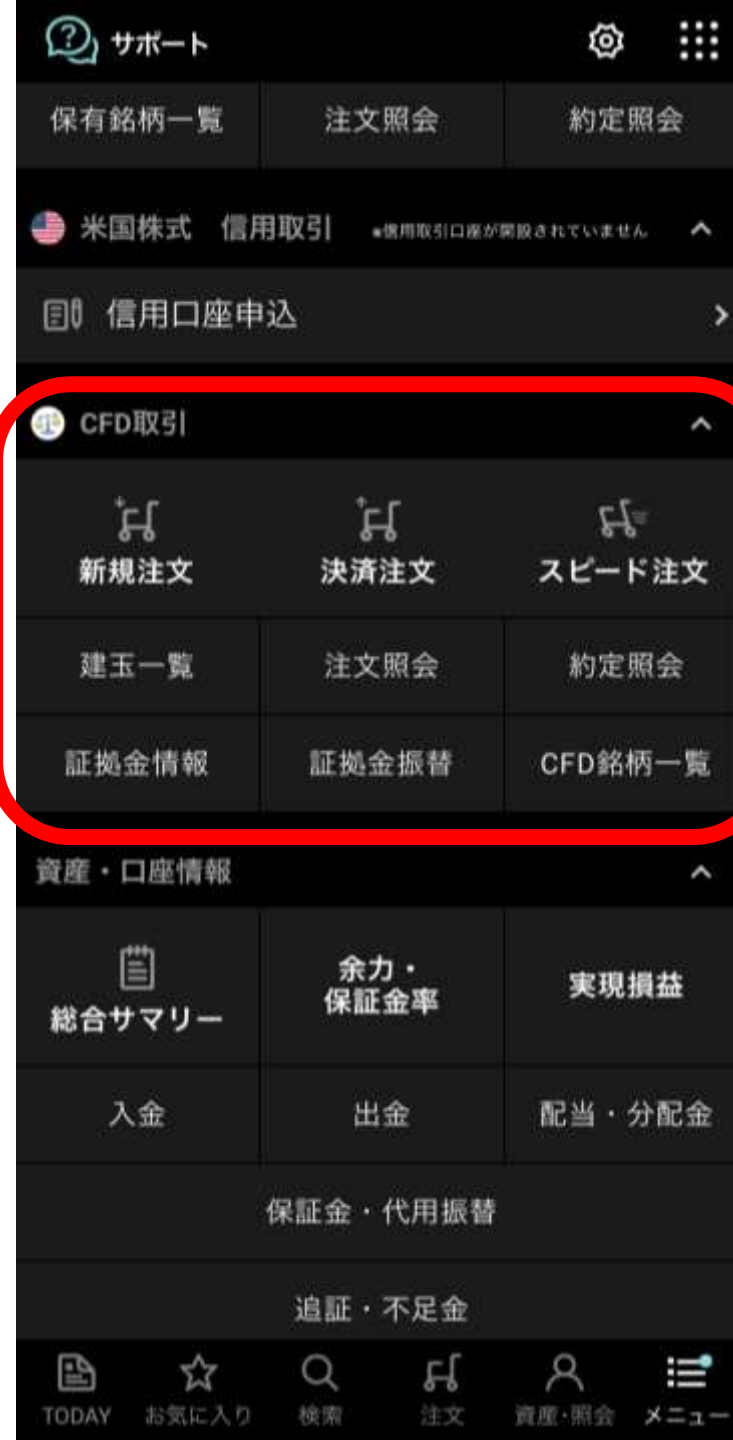 サポート
保有銘柄一覧 注文照会 約定照会
米国株式 信用取引 ※信用取引口座が開設されていません
信用口座申込
CFD取引
新規注文 決済注文 スピード注文
建玉一覧 注文照会 約定照会
証拠金情報 証拠金振替 CFD銘柄一覧
資産・口座情報
総合サマリー 余力・
保証金率 実現損益
入金 出金 配当・分配金
保証金・代用振替
追証・不足金
TODAY お気に入り 検索 注文 資産・照会 メニュー